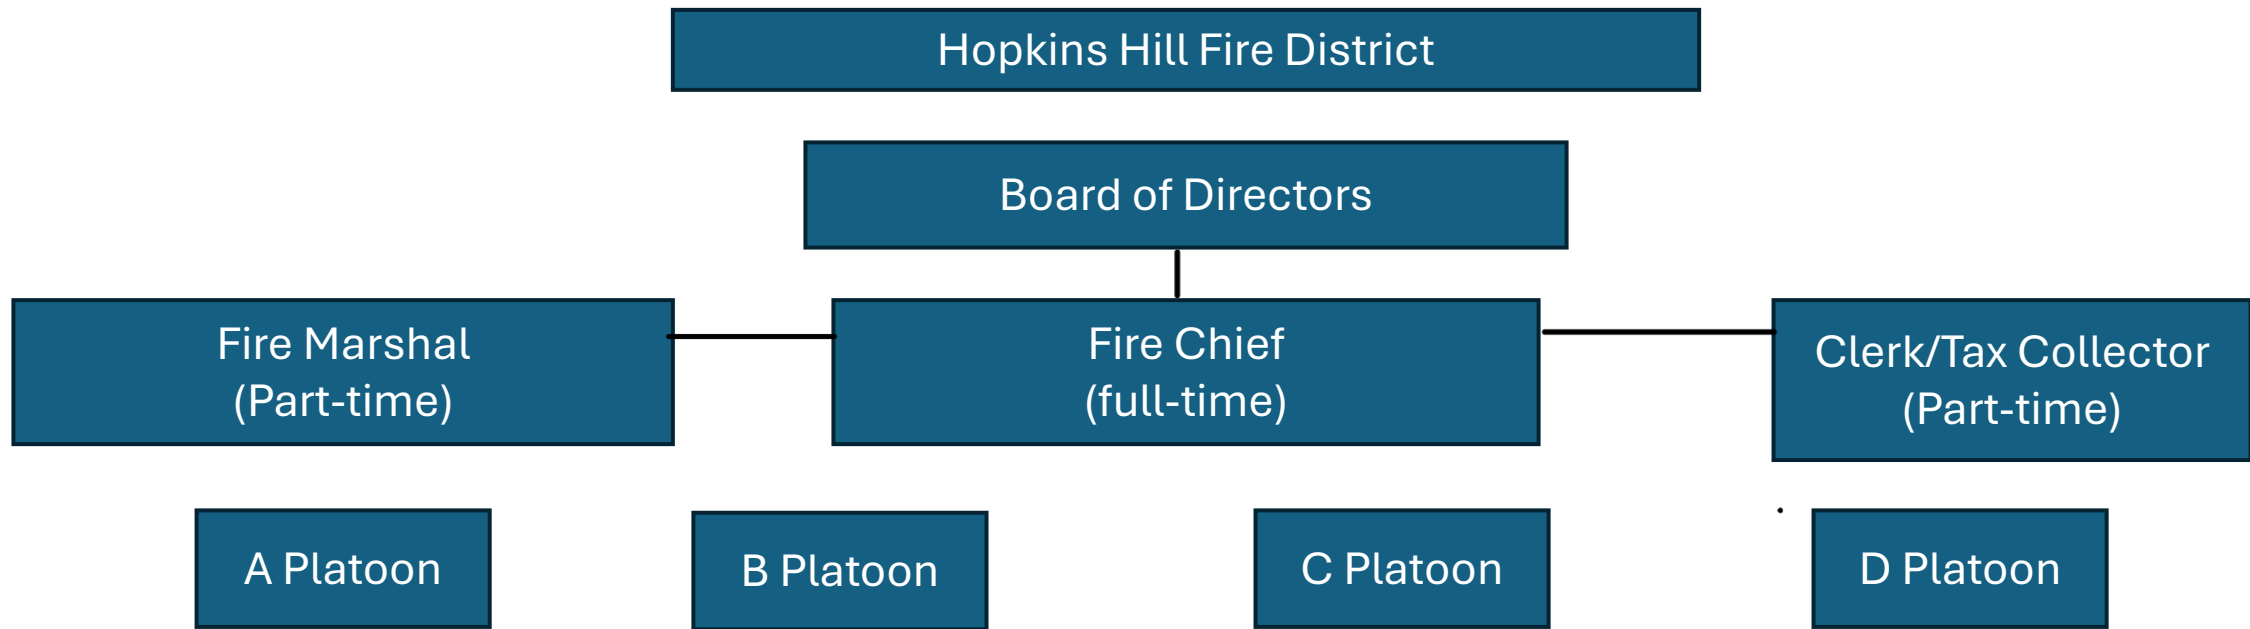 Hopkins Hill Fire District
Board of Directors
Fire Marshal
(Part-time)
Fire Chief
(full-time)
Clerk/Tax Collector
(Part-time)
A Platoon
B Platoon
C Platoon
D Platoon